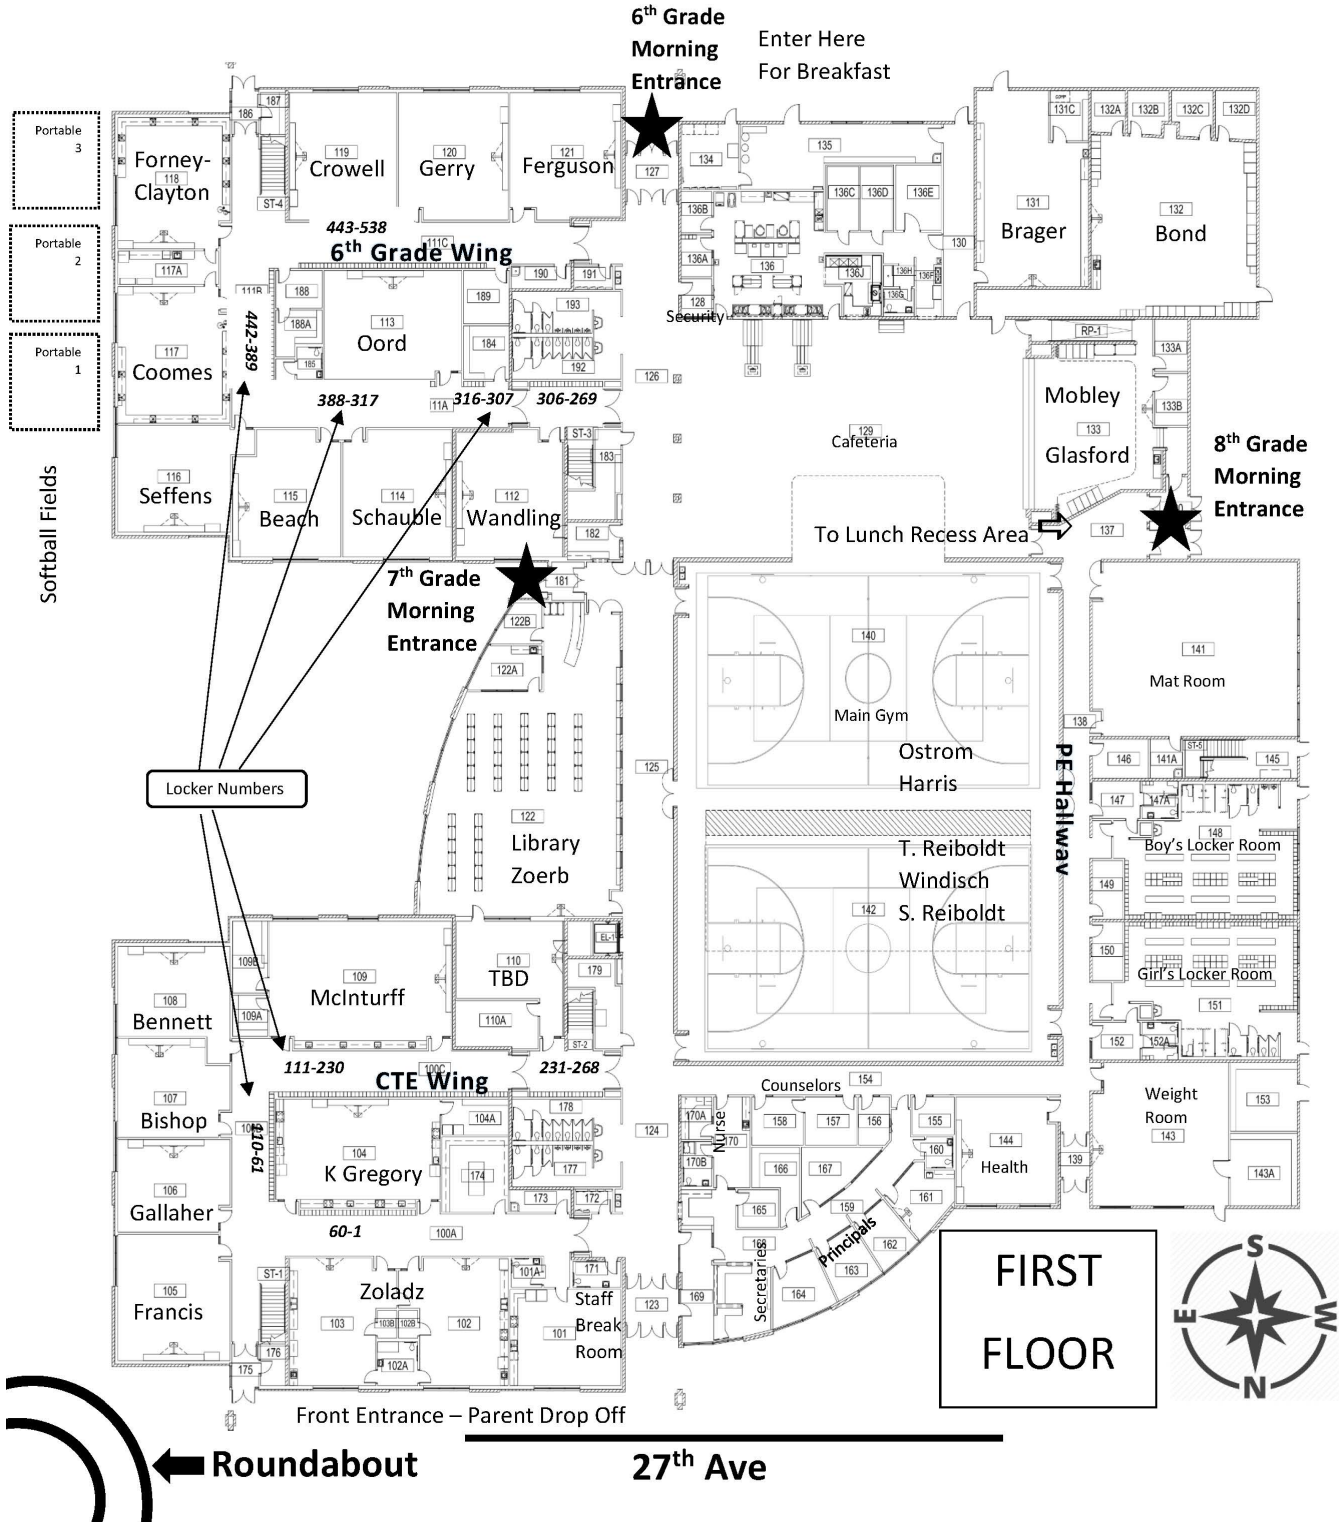 6th Grade
Morning
Entrance
Enter Here
For Breakfast
Portable
3
Portable
2
Portable
1
Softball Fields
187
186
Forney-
118
Clayton
119
Crowell
120
Gerry
121
Ferguson
127
134
135
131C
132A
132B
132C
132D
ST-4
443-538
111C
6th Grade Wing
117A
136B
136C
136D
136E
131
Brager
132
Bond
130
136A
136
136J
136H
136F
136G
128
Security
111B
188
188A
185
190
191
189
184
193
192
113
Oord
442-389
117
Coomes
388-317
11A
316-307
306-269
126
RP-1
133A
133B
Mobley
133
Glasford
129
Cafeteria
8th Grade
Morning
Entrance
116
Seffens
115
Beach
114
Schauble
112
Wandling
ST-3
183
182
To Lunch Recess Area
137
7th Grade
Morning
Entrance
181
122B
122A
140
Main Gym
141
Mat Room
138
Ostrom
Harris
125
PE Hallway
146
141A
ST-5
145
Locker Numbers
122
Library
Zoerb
T. Reiboldt
Windisch
S. Reiboldt
142
147
147A
148
Boy's Locker Room
149
150
Girl's Locker Room
151
152
152A
109B
109A
109
McInturff
110
TBD
110A
EL-1
179
ST-2
108
Bennett
111-230
100C
CTE Wing
231-268
107
Bishop
110-61
104A
104
K Gregory
174
178
177
124
106
Gallaher
173
172
60-1
100A
Counselors
154
170A
Nurse
170
170B
158
157
156
155
160
166
167
165
161
159
168
Principals
162
163
164
Secretaries
169
144
Health
139
Weight
Room
143
153
143A
105
Francis
ST-1
176
175
Zoladz
103
103B
102B
102
102A
101A
171
101
Staff
Break
Room
123
FIRST
FLOOR
S
E
W
N
Front Entrance – Parent Drop Off
Roundabout
27th Ave